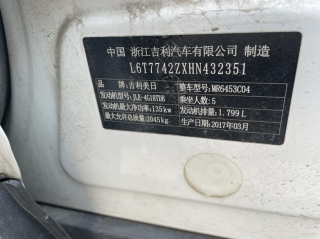 中国 浙江吉利汽车有限公司 制造
L6T7742ZXHN432351
品牌:吉利美日 整车型号:MR6453C04
发动机型号:JLE-4G18TDB 乘坐人数:5
发动机最大净功率:135kw 发动机排量:1.799L
最大允许总质量:2045kg 生产日期:2017年03月